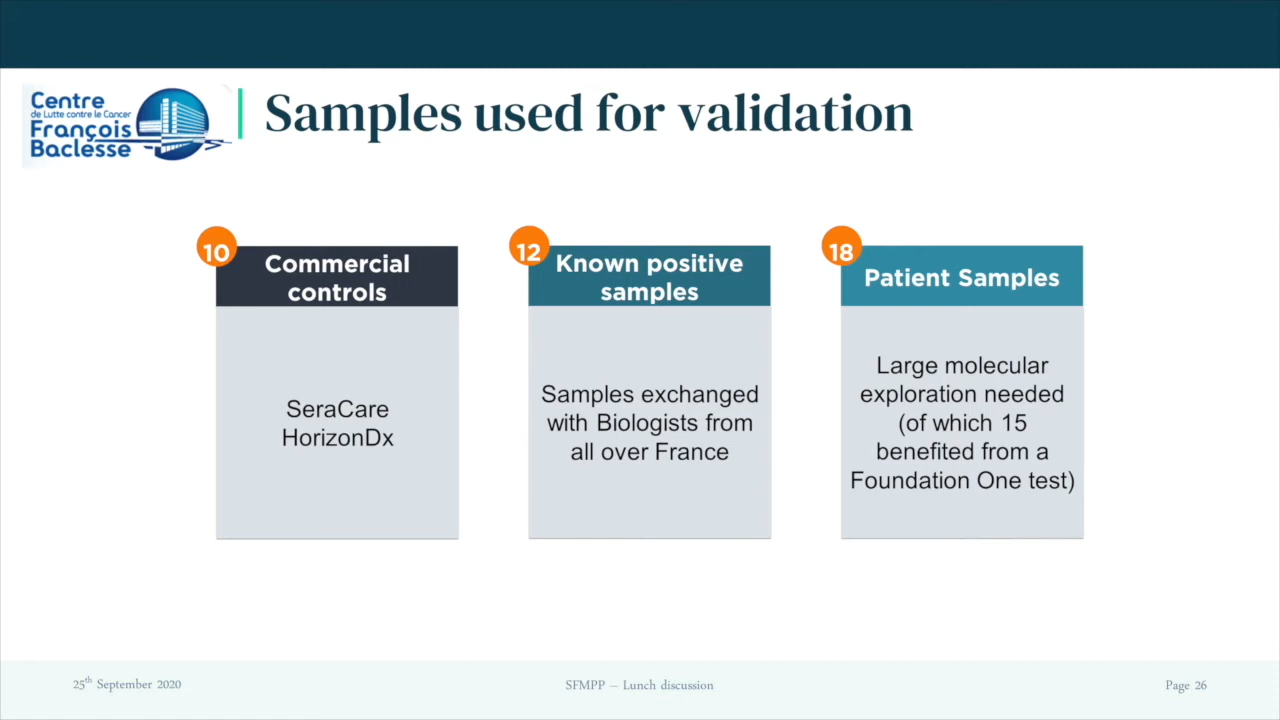 Centre
de Lutte contre le Cancer
François
Baclesse
Samples used for validation
10
Commercial
controls
SeraCare
HorizonDx
12
Known positive
samples
Samples exchanged
with Biologists from
all over France
18
Patient Samples
Large molecular
exploration needed
(of which 15
benefited from a
Foundation One test)
25th September 2020
SFMPP – Lunch discussion
Page 26